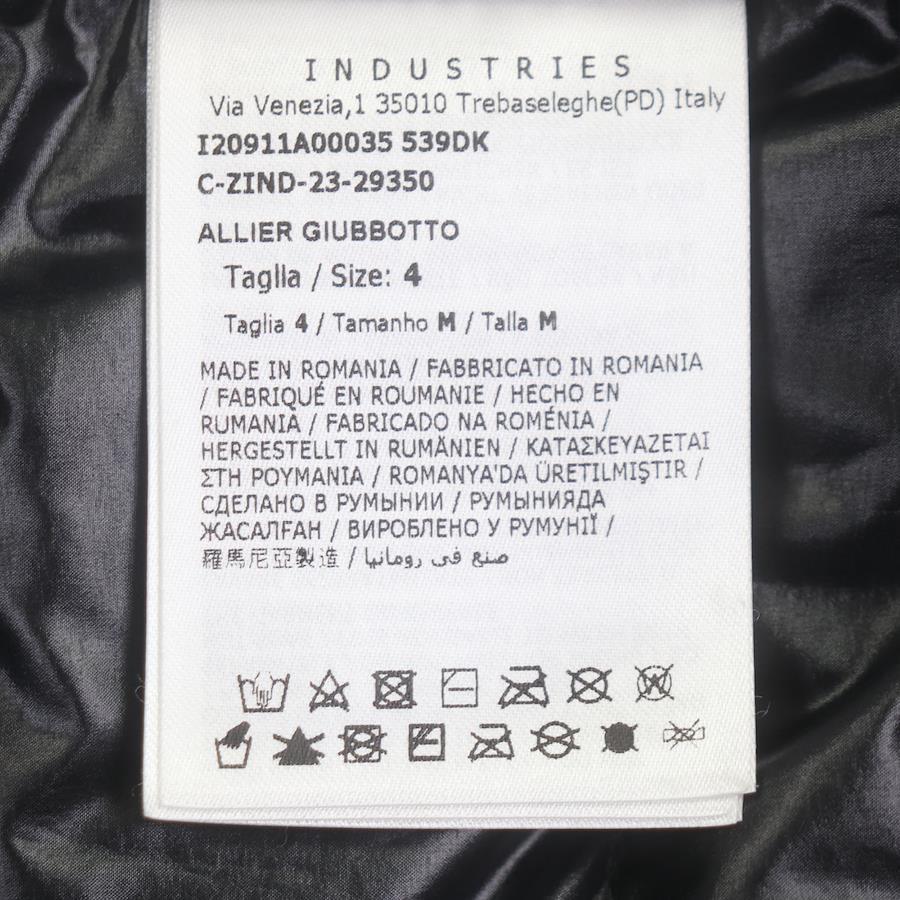 INDUSTRIES
Via Venezia,1 35010 Trebaseleghe(PD) Italy
I20911A00035 539DK
C-ZIND-23-29350
ALLIER GIUBBOTTO
Taglla / Size: 4
Taglia 4 / Tamanho M / Talla M
MADE IN ROMANIA / FABBRICATO IN ROMANIA
/ FABRIQUÉ EN ROUMANIE / HECHO EN
RUMANIA / FABRICADO NA ROMÉNIA /
HERGESTELLT IN RUMÄNIEN / ΚΑΤΑΣΚΕΥΑΖΕΤΑΙ
ΣΤΗ ΡΟΥΜΑΝΙΑ / ROMANYA'DA ÜRETILMIŞTIR /
СДЕЛАНО В РУМЫНИИ / РУМЫНИЯДА
ЖАСАЛҒАН / ВИРОБЛЕНО У РУМУНІЇ /
羅馬尼亞製造 / صنع في رومانيا